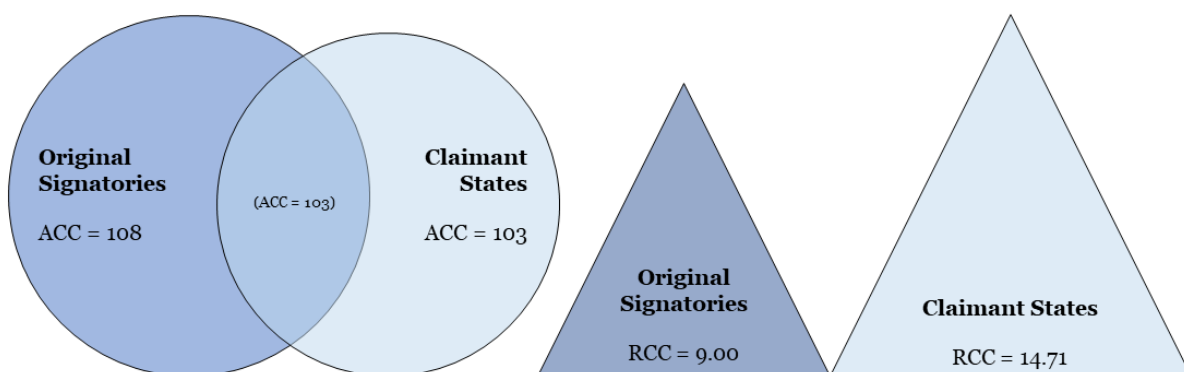 Original
Signatories
ACC = 108
(ACC = 103)
Claimant
States
ACC = 103
Original
Signatories
RCC = 9.00
Claimant States
RCC = 14.71